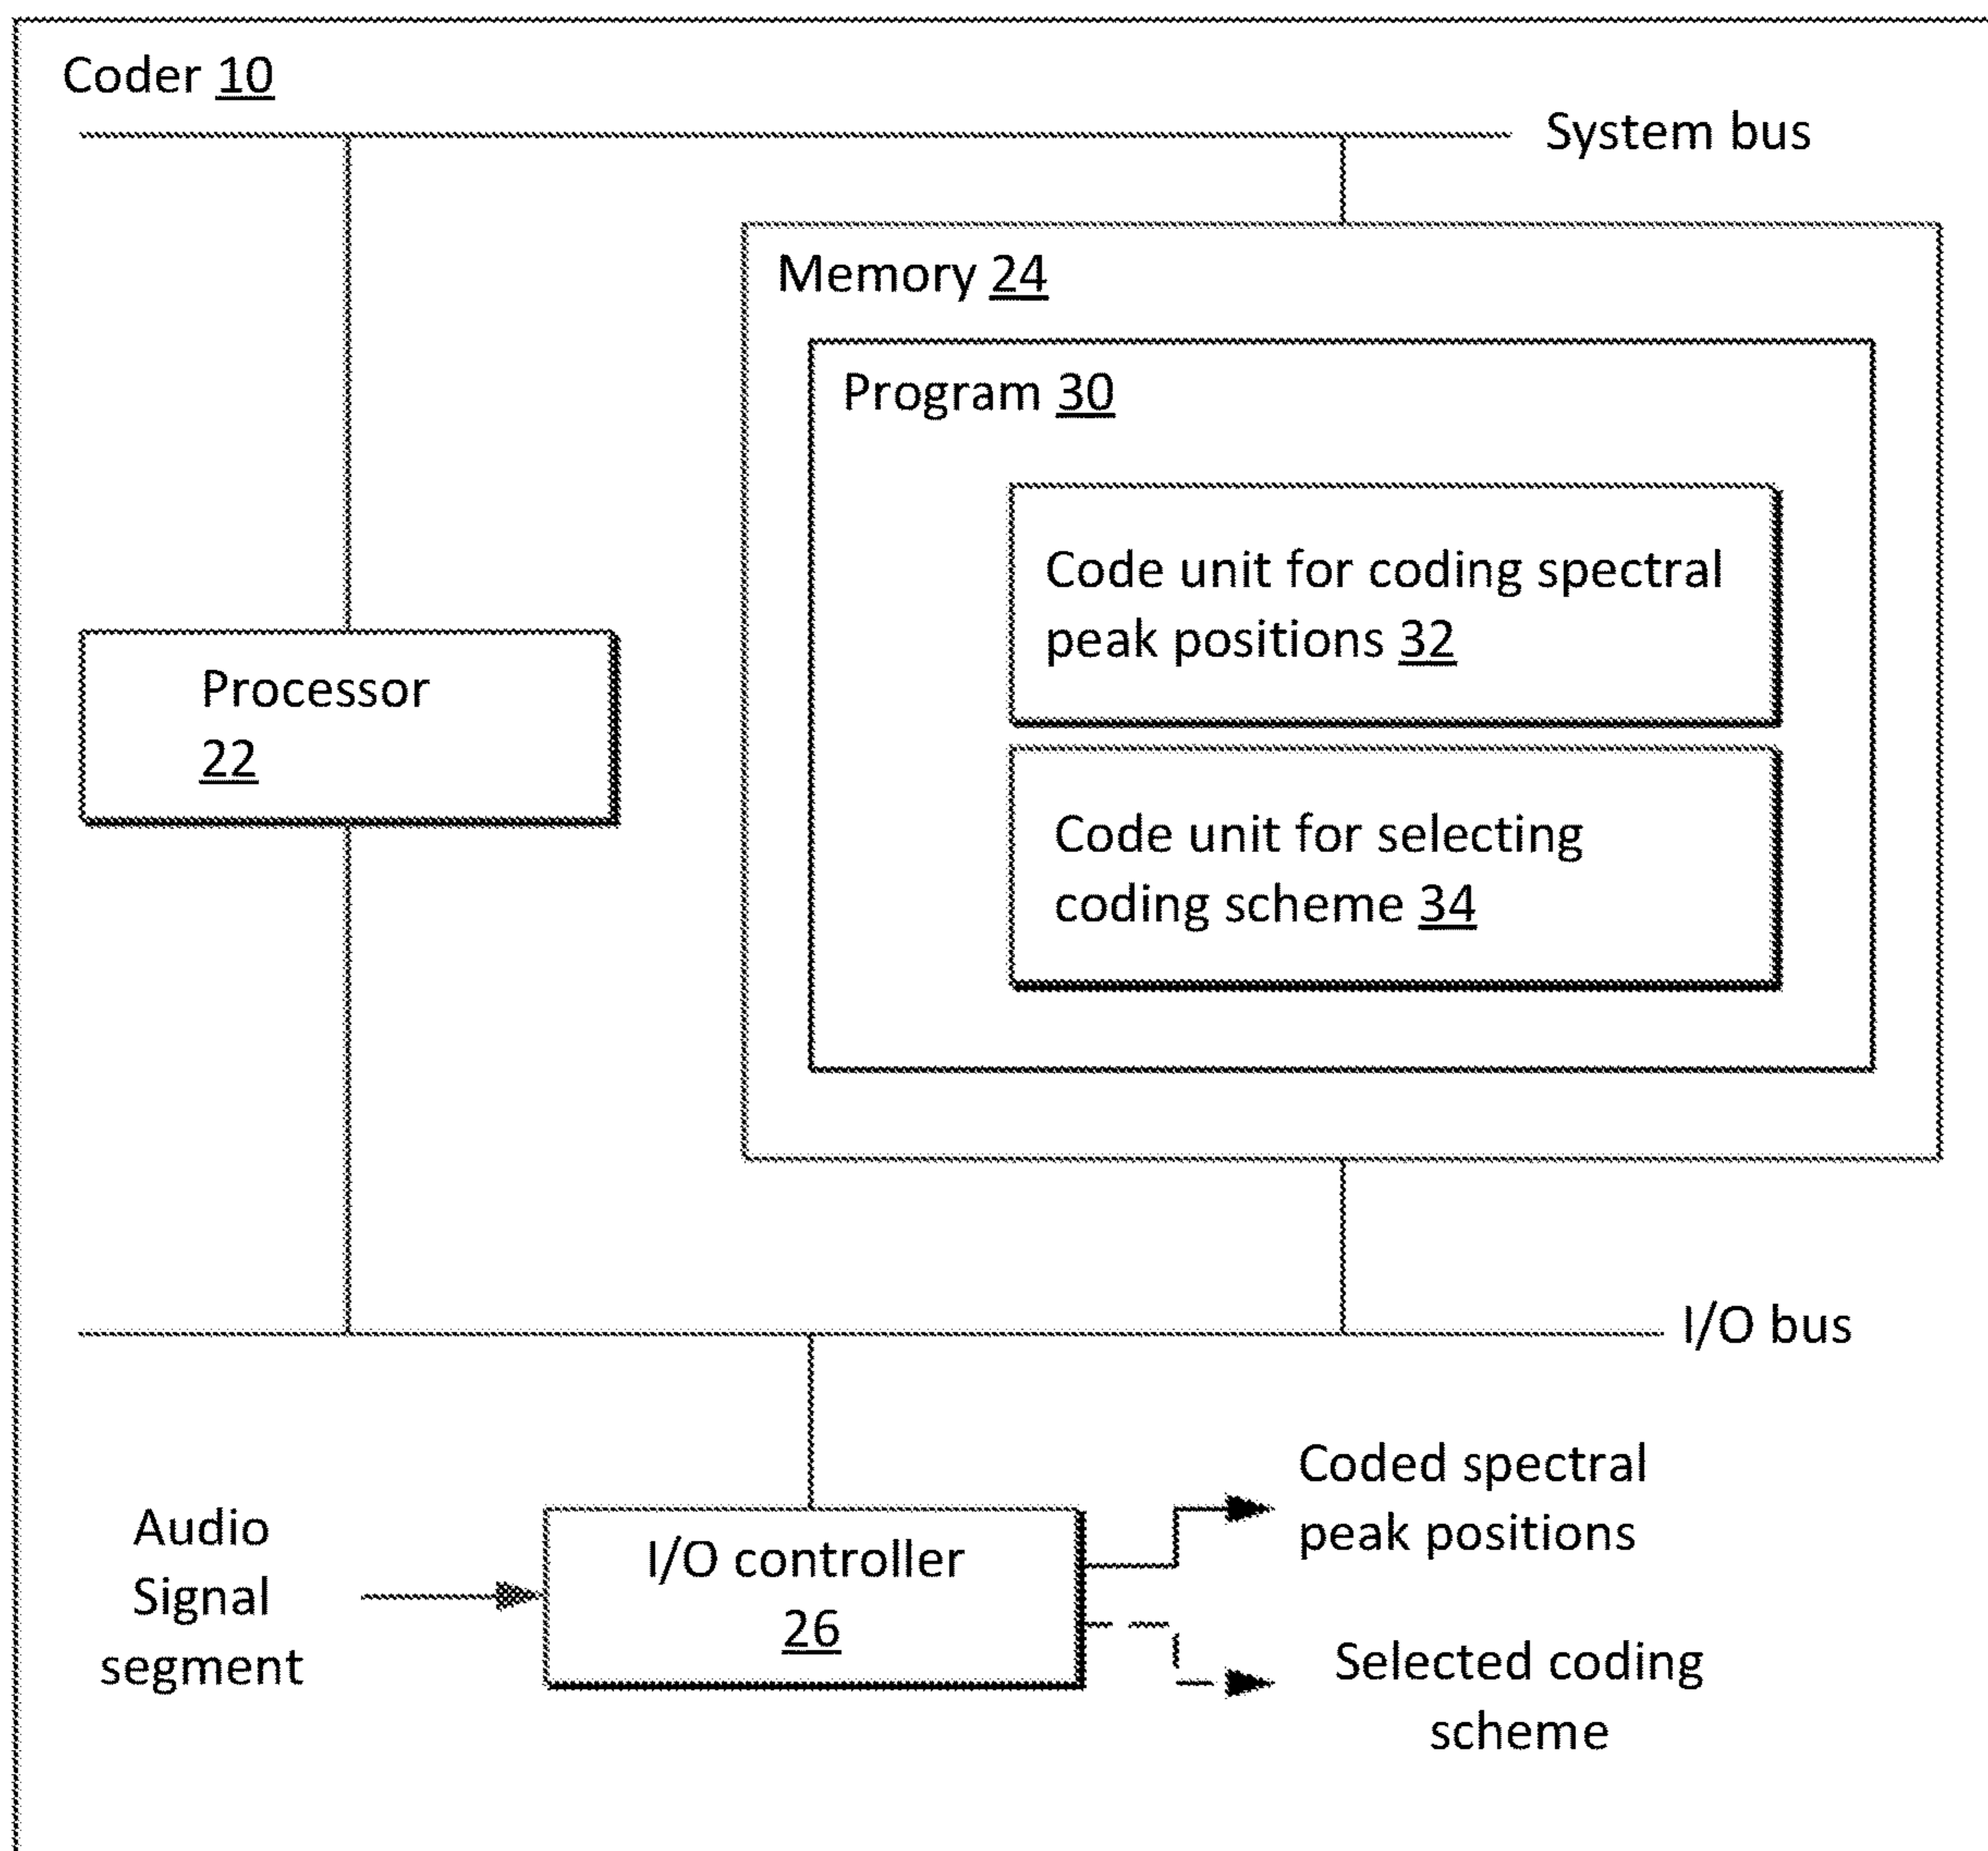 Coder 10
System bus
Memory 24
Program 30
Code unit for coding spectral
peak positions 32
Processor
22
Code unit for selecting
coding scheme 34
I/O bus
Audio
Signal
segment
I/O controller
26
Coded spectral
peak positions
Selected coding
scheme